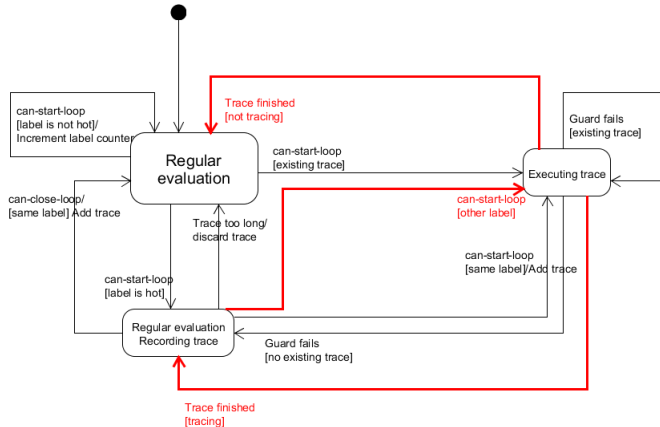 Trace finished
[not tracing]
can-start-loop
[label is not hot]/
Increment label counter
Guard fails
[existing trace]
Regular
evaluation
can-start-loop
[existing trace]
Executing trace
can-close-loop/
[same label] Add trace
can-start-loop
[other label]
Trace too long/
discard trace
can-start-loop
[same label]/Add trace
can-start-loop
[label is hot]
Regular evaluation
Recording trace
Guard fails
[no existing trace]
Trace finished
[tracing]